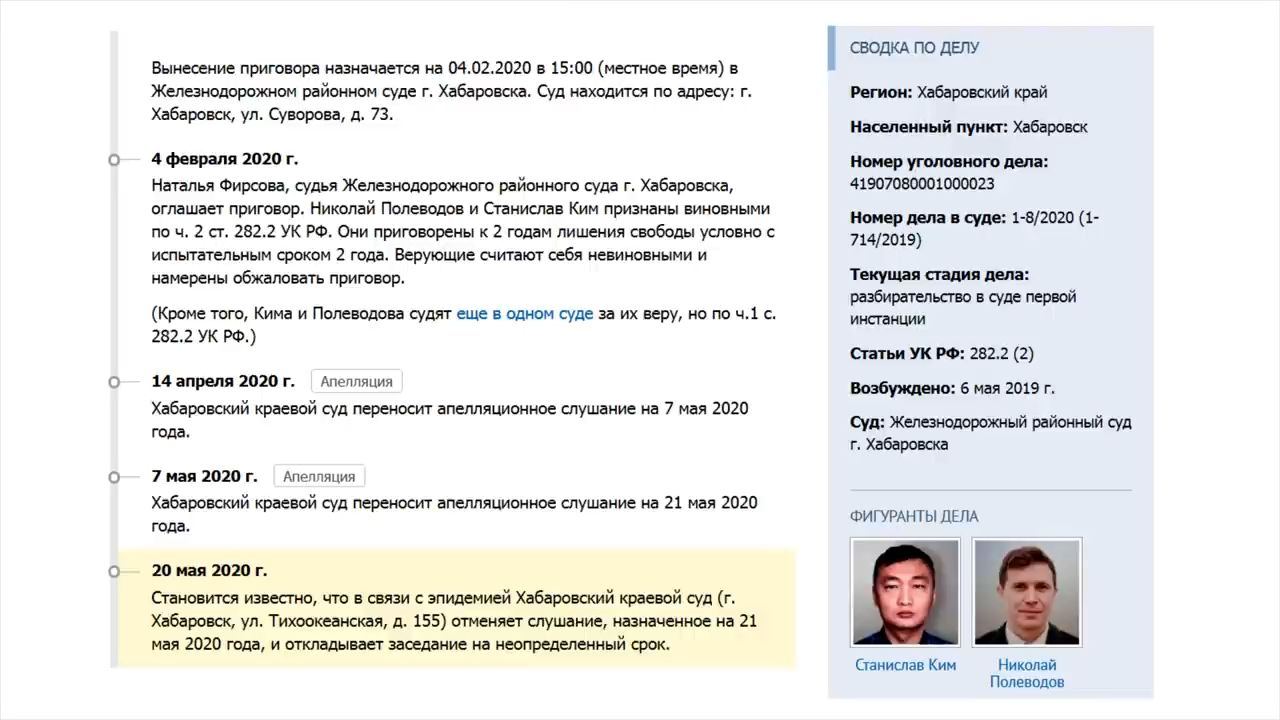 Вынесение приговора назначается на 04.02.2020 в 15:00 (местное время) в
Железнодорожном районном суде г. Хабаровска. Суд находится по адресу: г.
Хабаровск, ул. Суворова, д. 73.
4 февраля 2020 г.
Наталья Фирсова, судья Железнодорожного районного суда г. Хабаровска,
оглашает приговор. Николай Полеводов и Станислав Ким признаны виновными
по ч. 2 ст. 282.2 УК РФ. Они приговорены к 2 годам лишения свободы условно с
испытательным сроком 2 года. Верующие считают себя невиновными и
намерены обжаловать приговор.
(Кроме того, Кима и Полеводова судят еще в одном суде за их веру, но по ч.1 с.
282.2 УК РФ.)
14 апреля 2020 г. Апелляция
Хабаровский краевой суд переносит апелляционное слушание на 7 мая 2020
года.
7 мая 2020 г. Апелляция
Хабаровский краевой суд переносит апелляционное слушание на 21 мая 2020
года.
20 мая 2020 г.
Становится известно, что в связи с эпидемией Хабаровский краевой суд (г.
Хабаровск, ул. Тихоокеанская, д. 155) отменяет слушание, назначенное на 21
мая 2020 года, и откладывает заседание на неопределенный срок.
СВОДКА ПО ДЕЛУ
Регион: Хабаровский край
Населенный пункт: Хабаровск
Номер уголовного дела:
41907080001000023
Номер дела в суде: 1-8/2020 (1-
714/2019)
Текущая стадия дела:
разбирательство в суде первой
инстанции
Статьи УК РФ: 282.2 (2)
Возбуждено: 6 мая 2019 г.
Суд: Железнодорожный районный суд
г. Хабаровска
ФИГУРАНТЫ ДЕЛА
Станислав Ким
Николай
Полеводов